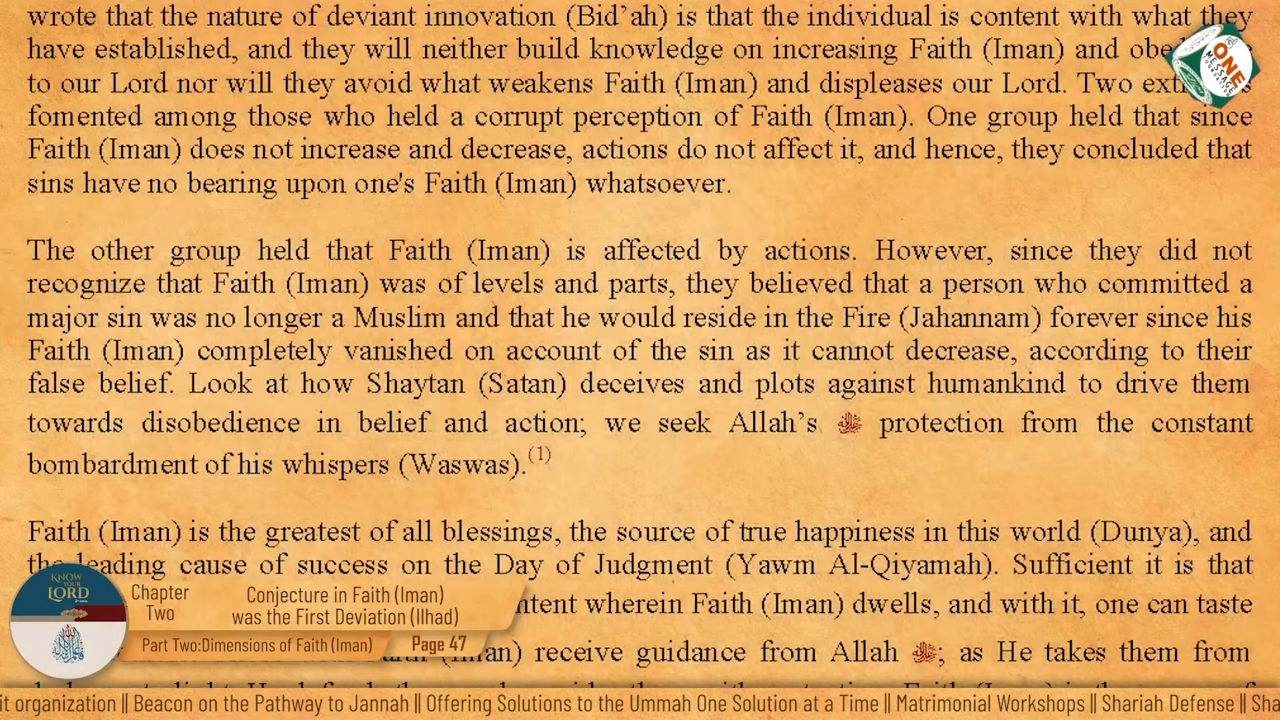 wrote that the nature of deviant innovation (Bid’ah) is that the individual is content with what they
have established, and they will neither build knowledge on increasing Faith (Iman) and
to our Lord nor will they avoid what weakens Faith (Iman) and displeases our Lord. Two
fomented among those who held a corrupt perception of Faith (Iman). One group held that since
Faith (Iman) does not increase and decrease, actions do not affect it, and hence, they concluded that
sins have no bearing upon one's Faith (Iman) whatsoever.
The other group held that Faith (Iman) is affected by actions. However, since they did not
recognize that Faith (Iman) was of levels and parts, they believed that a person who committed a
major sin was no longer a Muslim and that he would reside in the Fire (Jahannam) forever since his
Faith (Iman) completely vanished on account of the sin as it cannot decrease, according to their
false belief. Look at how Shaytan (Satan) deceives and plots against humankind to drive them
towards disobedience in belief and action; we seek Allah’s protection from the constant
bombardment of his whispers (Waswas).(1)
Faith (Iman) is the greatest of all blessings, the source of true happiness in this world (Dunya), and
the leading cause of success on the Day of Judgment (Yawm Al-Qiyamah). Sufficient it is that
wherein Faith (Iman) dwells, and with it, one can taste
receive guidance from Allah ; as He takes them from
ONE
MESSAGE
KNOW
YOUR
LORD
Chapter
Two
Conjecture in Faith (Iman)
was the First Deviation (Ilhad)
Part Two:Dimensions of Faith (Iman)
Page 47
it organization || Beacon on the Pathway to Jannah || Offering Solutions to the Ummah One Solution at a Time || Matrimonial Workshops || Shariah Defense || Sha